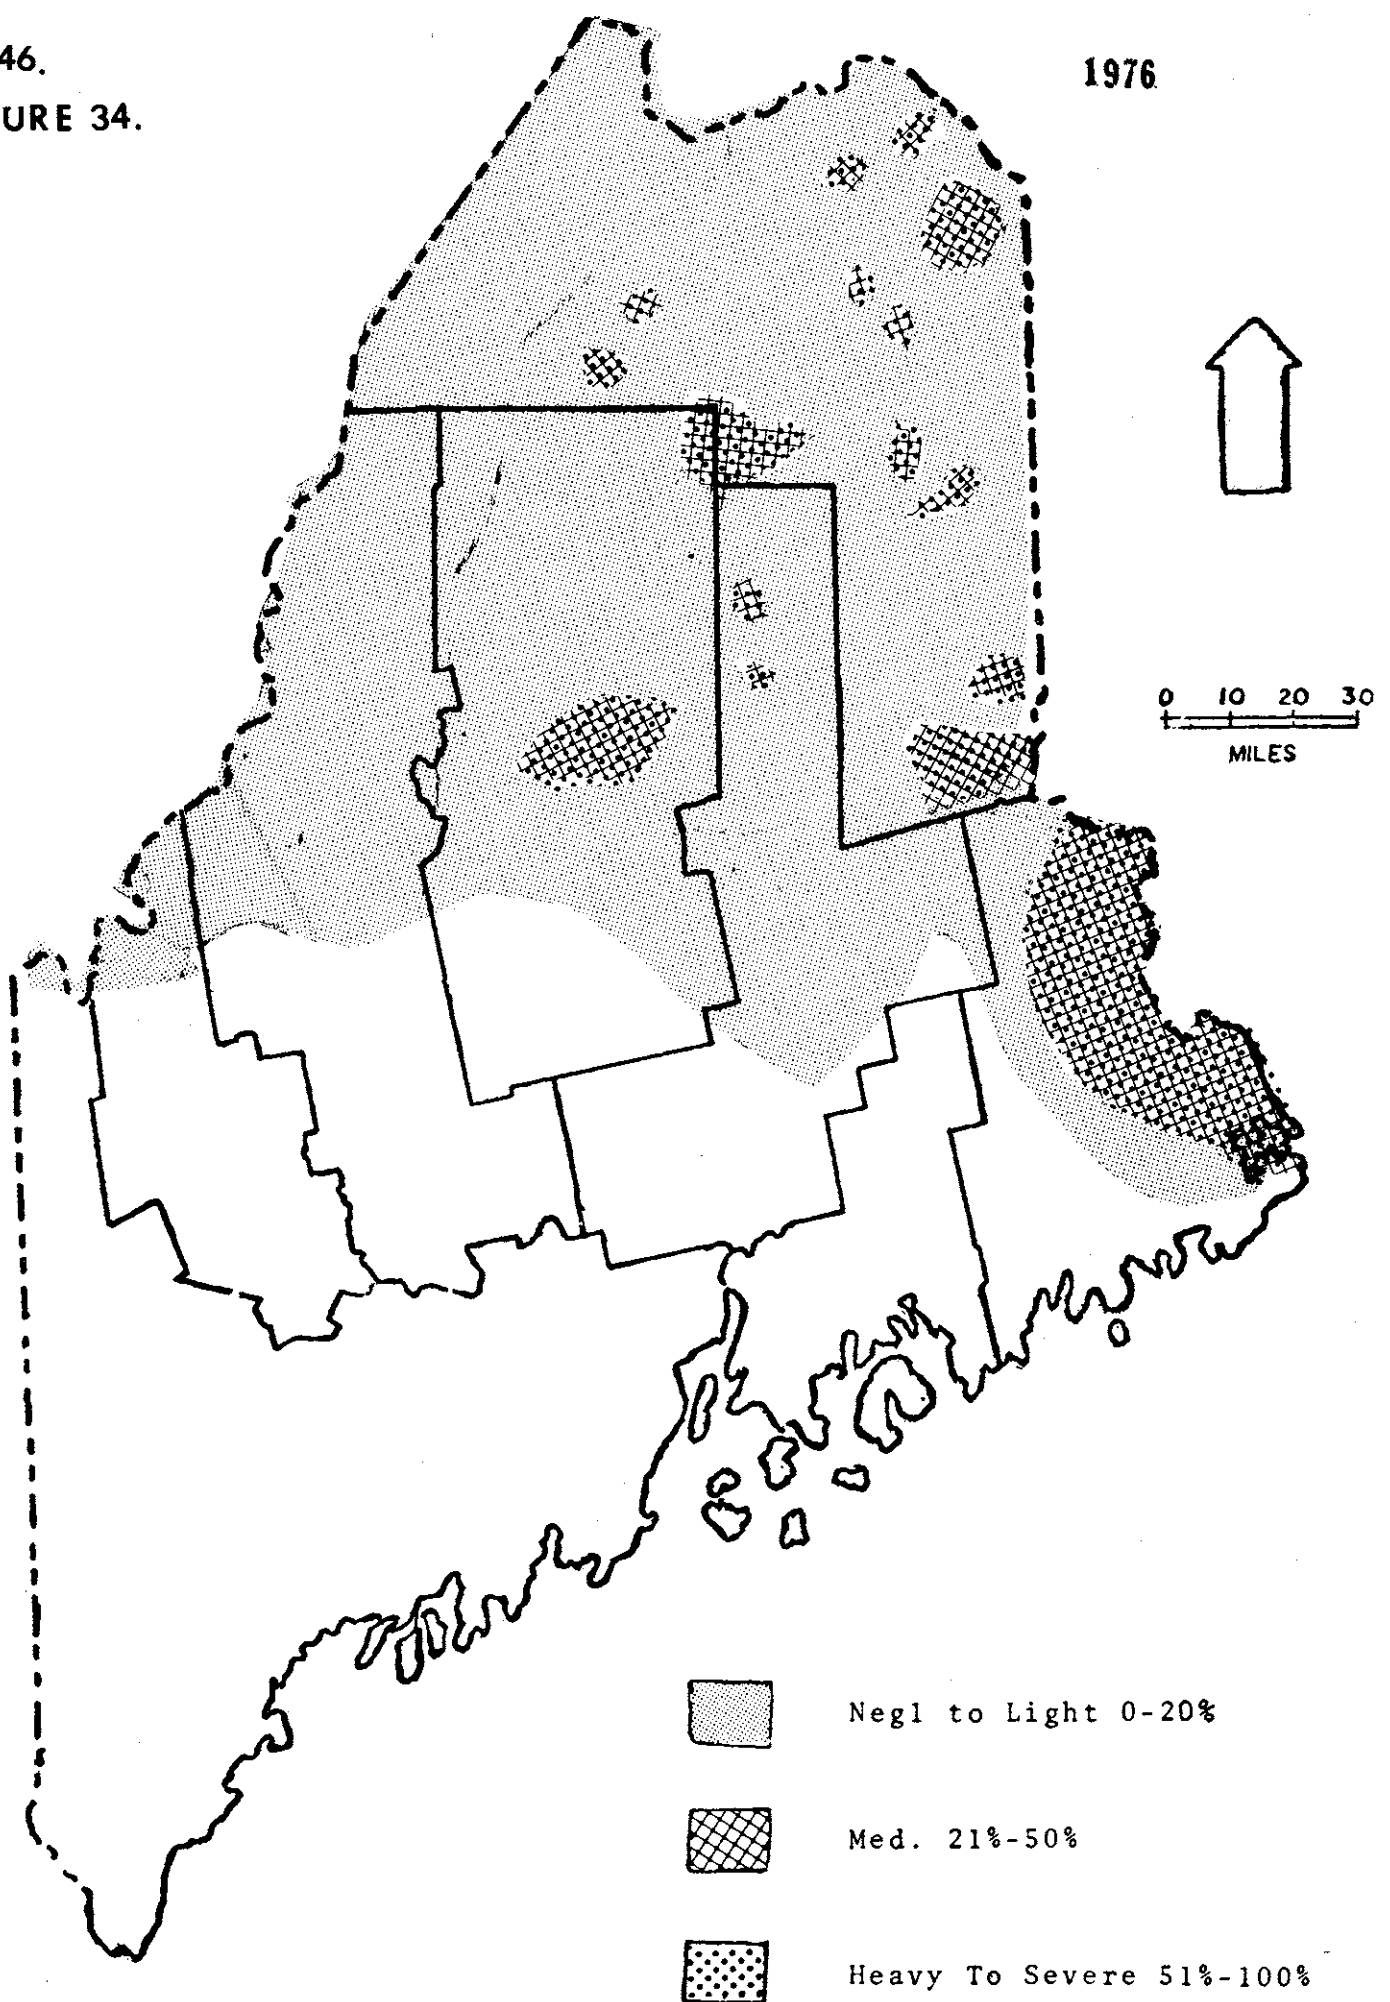 46.
URE 34.
1976
0 10 20 30
MILES
Negl to Light 0-20%
Med. 21%-50%
Heavy To Severe 51%-100%